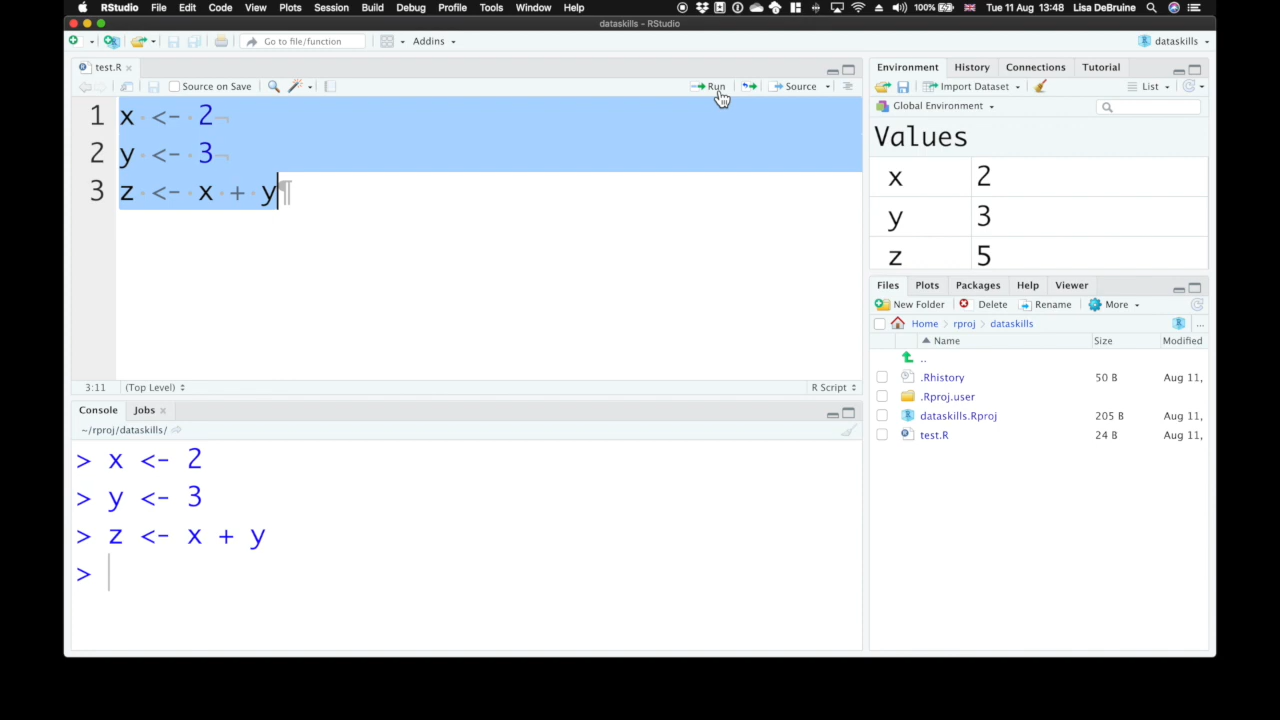 RStudio File Edit Code View Plots Session Build Debug Profile Tools Window Help 100% Tue 11 Aug 13:48 Lisa DeBruine
dataskills - RStudio
Go to file/function Addins dataskills
test.R
Source on Save Run Source
1 x <- 2
2 y <- 3
3 z <- x + y
3:11 (Top Level) R Script
Console Jobs
~/rproj/dataskills/
> x <- 2
> y <- 3
> z <- x + y
>
Environment History Connections Tutorial
Import Dataset List
Global Environment
Values
x 2
y 3
z 5
Files Plots Packages Help Viewer
New Folder Delete Rename More
Home rproj dataskills ...
Name Size Modified
..
.Rhistory 50 B Aug 11,
.Rproj.user
dataskills.Rproj 205 B Aug 11,
test.R 24 B Aug 11,